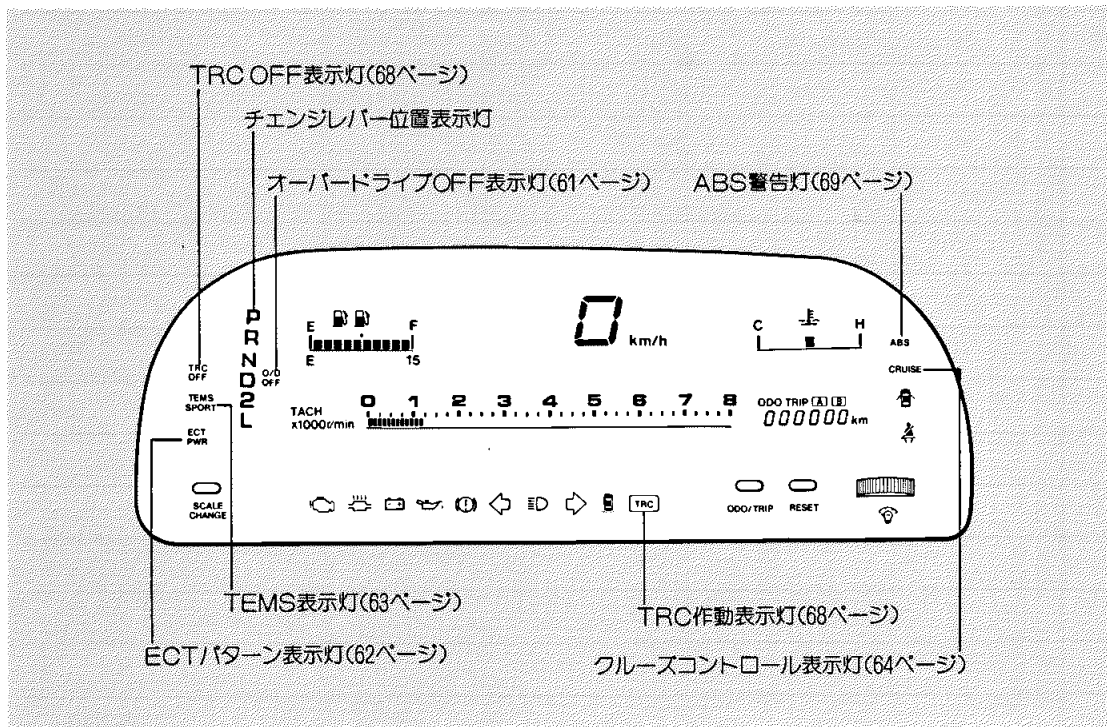 TRC OFF表示灯(68ページ)
チェンジレバー位置表示灯
オーバードライブOFF表示灯(61ページ)
ABS警告灯(69ページ)
P
R
N
D
2
L
TRC
OFF
O/D
OFF
TEMS
SPORT
ECT
PWR
SCALE
CHANGE
E F
E 15
0 km/h
C H
ABS
CRUISE
TACH
x1000r/min
0 1 2 3 4 5 6 7 8
ODO TRIP A B
000000 km
TRC
ODO/TRIP
RESET
TEMS表示灯(63ページ)
TRC作動表示灯(68ページ)
ECTパターン表示灯(62ページ)
クルーズコントロール表示灯(64ページ)